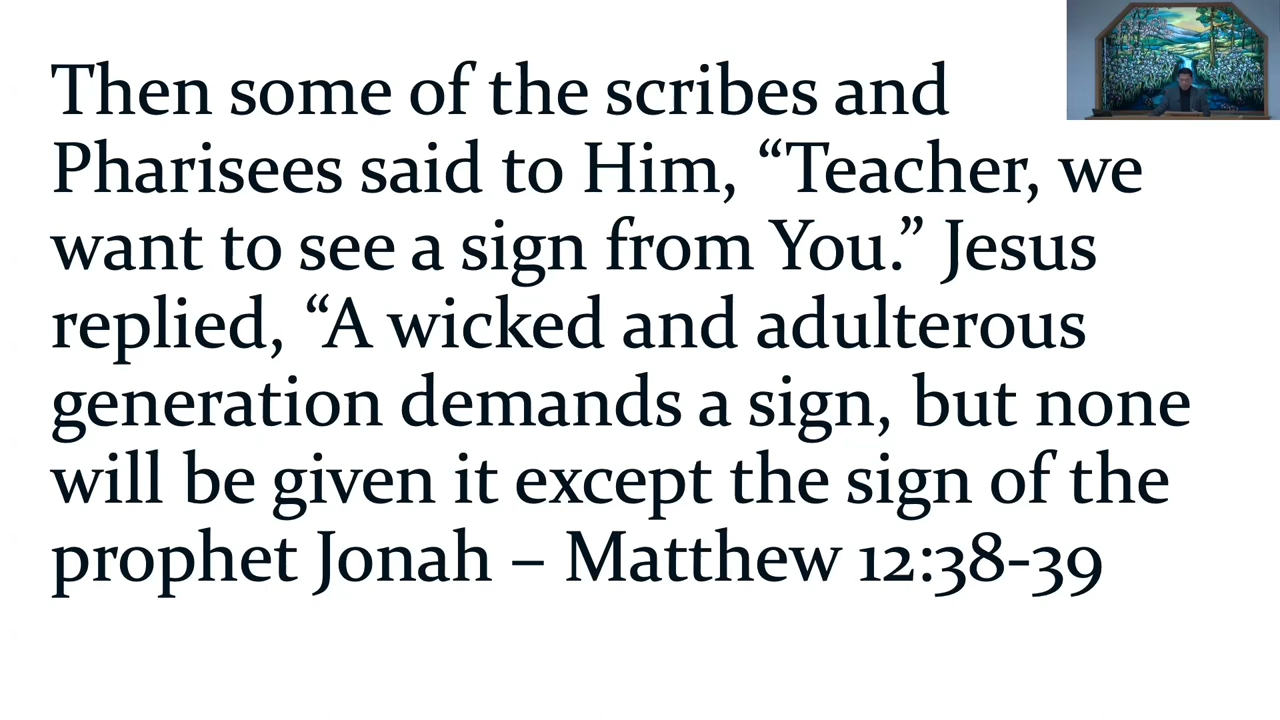 Then some of the scribes and
Pharisees said to Him, “Teacher, we
want to see a sign from You.” Jesus
replied, “A wicked and adulterous
generation demands a sign, but none
will be given it except the sign of the
prophet Jonah – Matthew 12:38-39